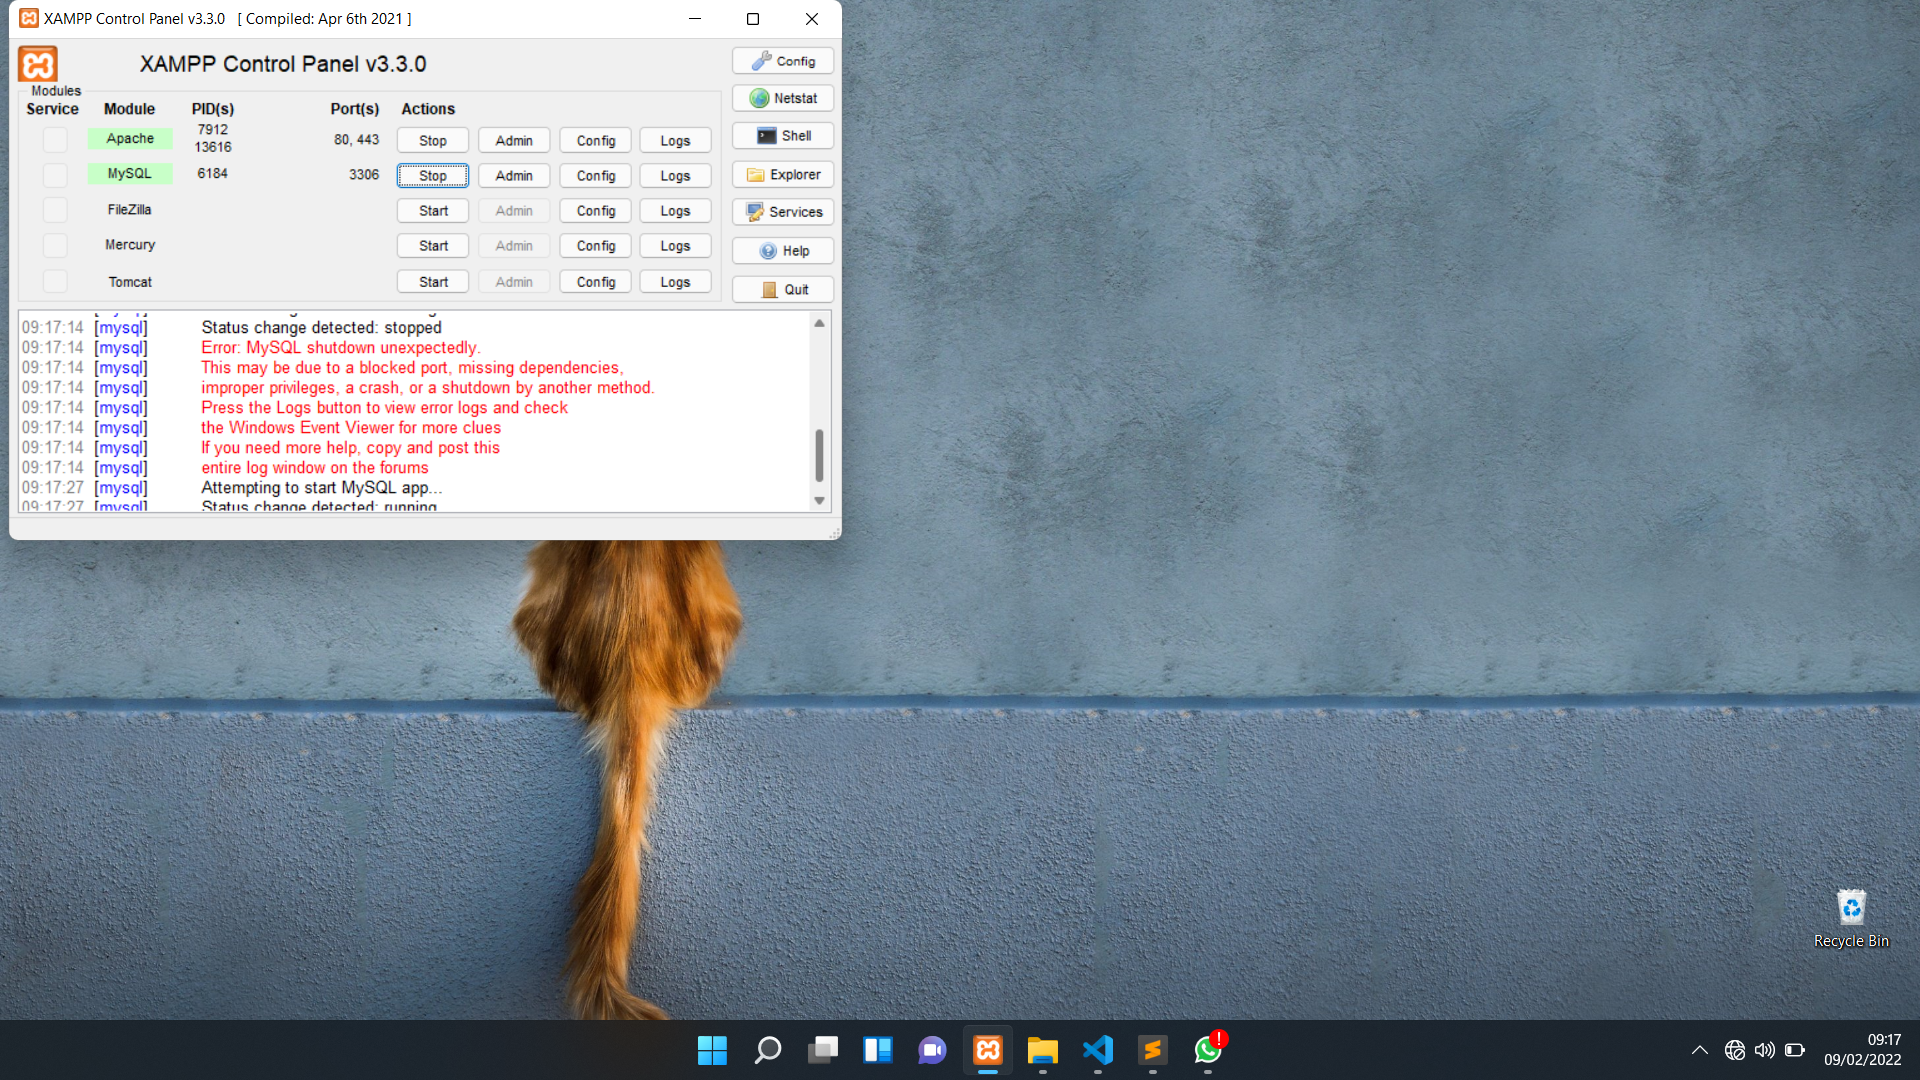 XAMPP Control Panel v3.3.0 [ Compiled: Apr 6th 2021 ]
XAMPP Control Panel v3.3.0
Config
Modules
Service Module PID(s) Port(s) Actions
Netstat
Apache 7912 13616 80, 443 Stop Admin Config Logs
Shell
MySQL 6184 3306 Stop Admin Config Logs
Explorer
FileZilla Start Admin Config Logs
Services
Mercury Start Admin Config Logs
Help
Tomcat Start Admin Config Logs
Quit
09:17:14 [mysql] Status change detected: stopped
09:17:14 [mysql] Error: MySQL shutdown unexpectedly.
09:17:14 [mysql] This may be due to a blocked port, missing dependencies,
09:17:14 [mysql] improper privileges, a crash, or a shutdown by another method.
09:17:14 [mysql] Press the Logs button to view error logs and check
09:17:14 [mysql] the Windows Event Viewer for more clues
09:17:14 [mysql] If you need more help, copy and post this
09:17:14 [mysql] entire log window on the forums
09:17:27 [mysql] Attempting to start MySQL app...
09:17:27 [mysql] Status change detected: running
Recycle Bin
09:17
09/02/2022